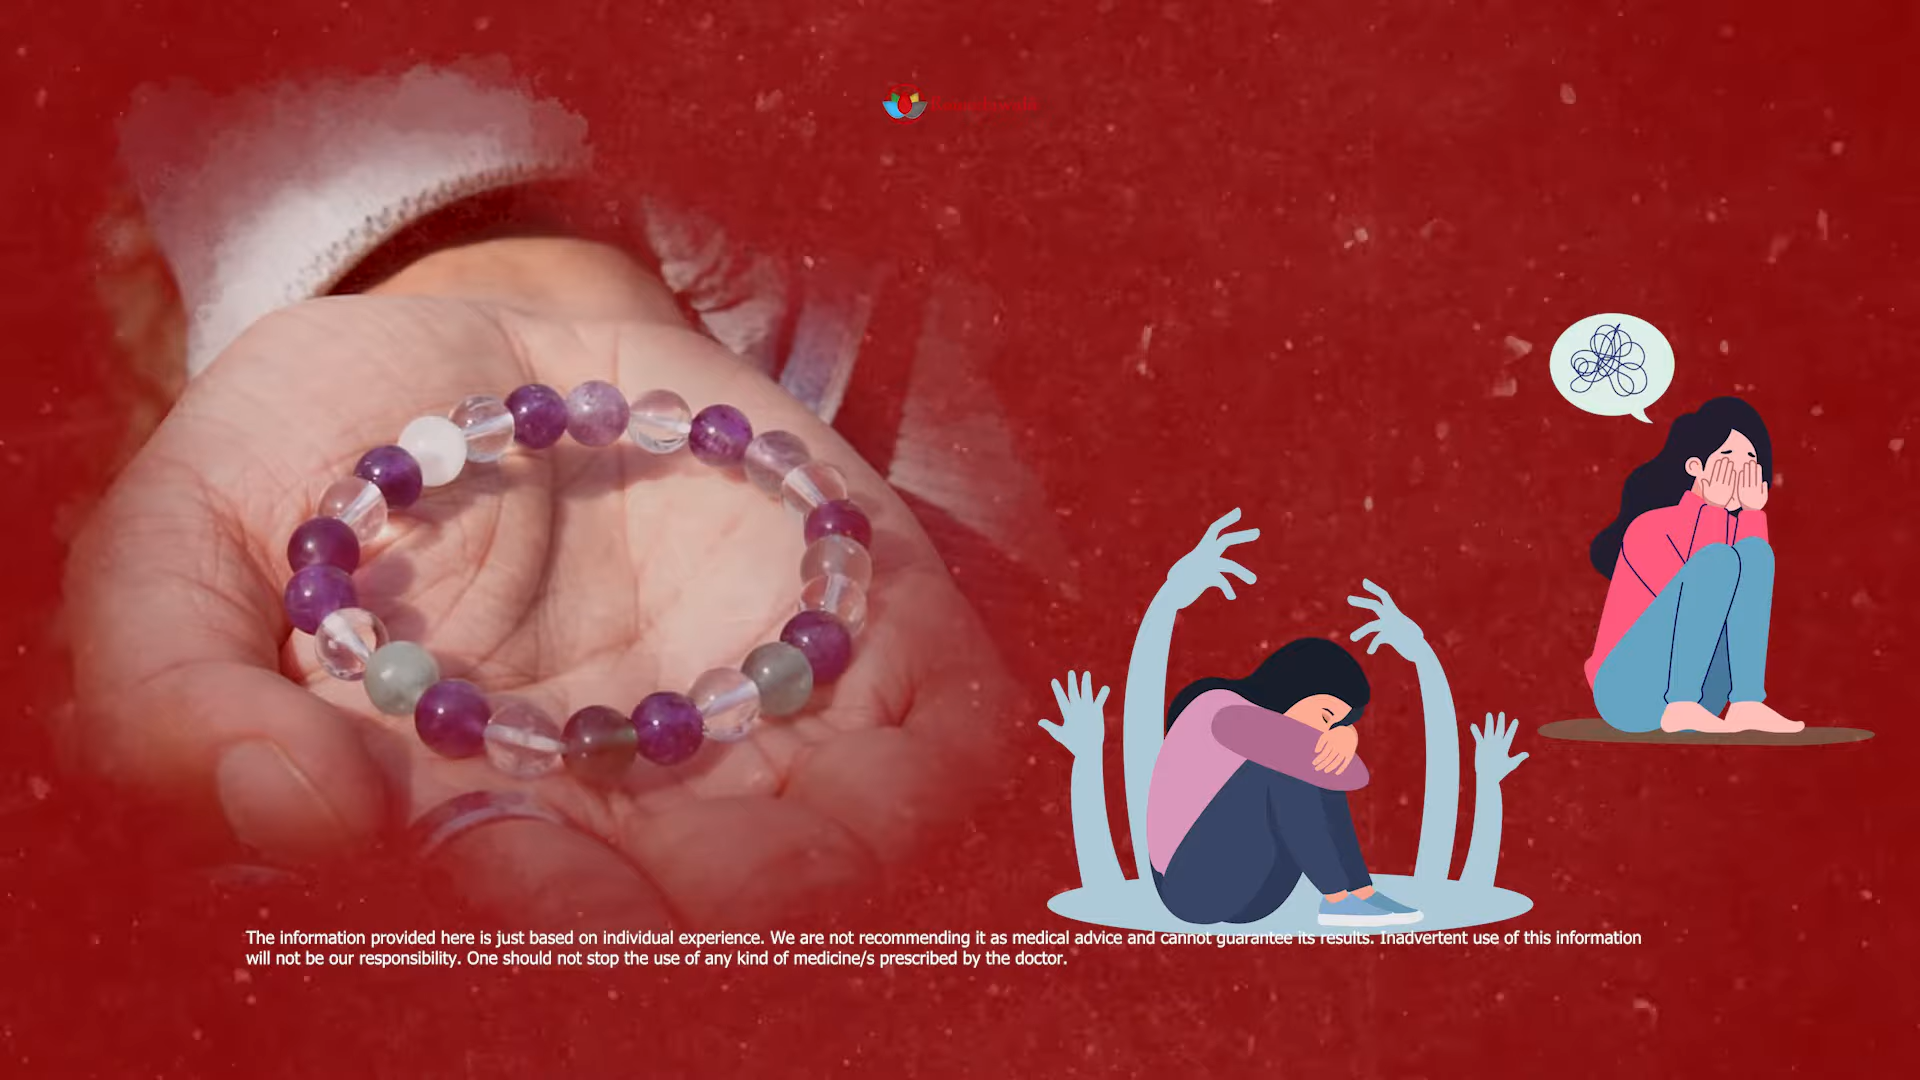 The information provided here is just based on individual experience. We are not recommending it as medical advice and cannot guarantee its results. Inadvertent use of this information
will not be our responsibility. One should not stop the use of any kind of medicine/s prescribed by the doctor.